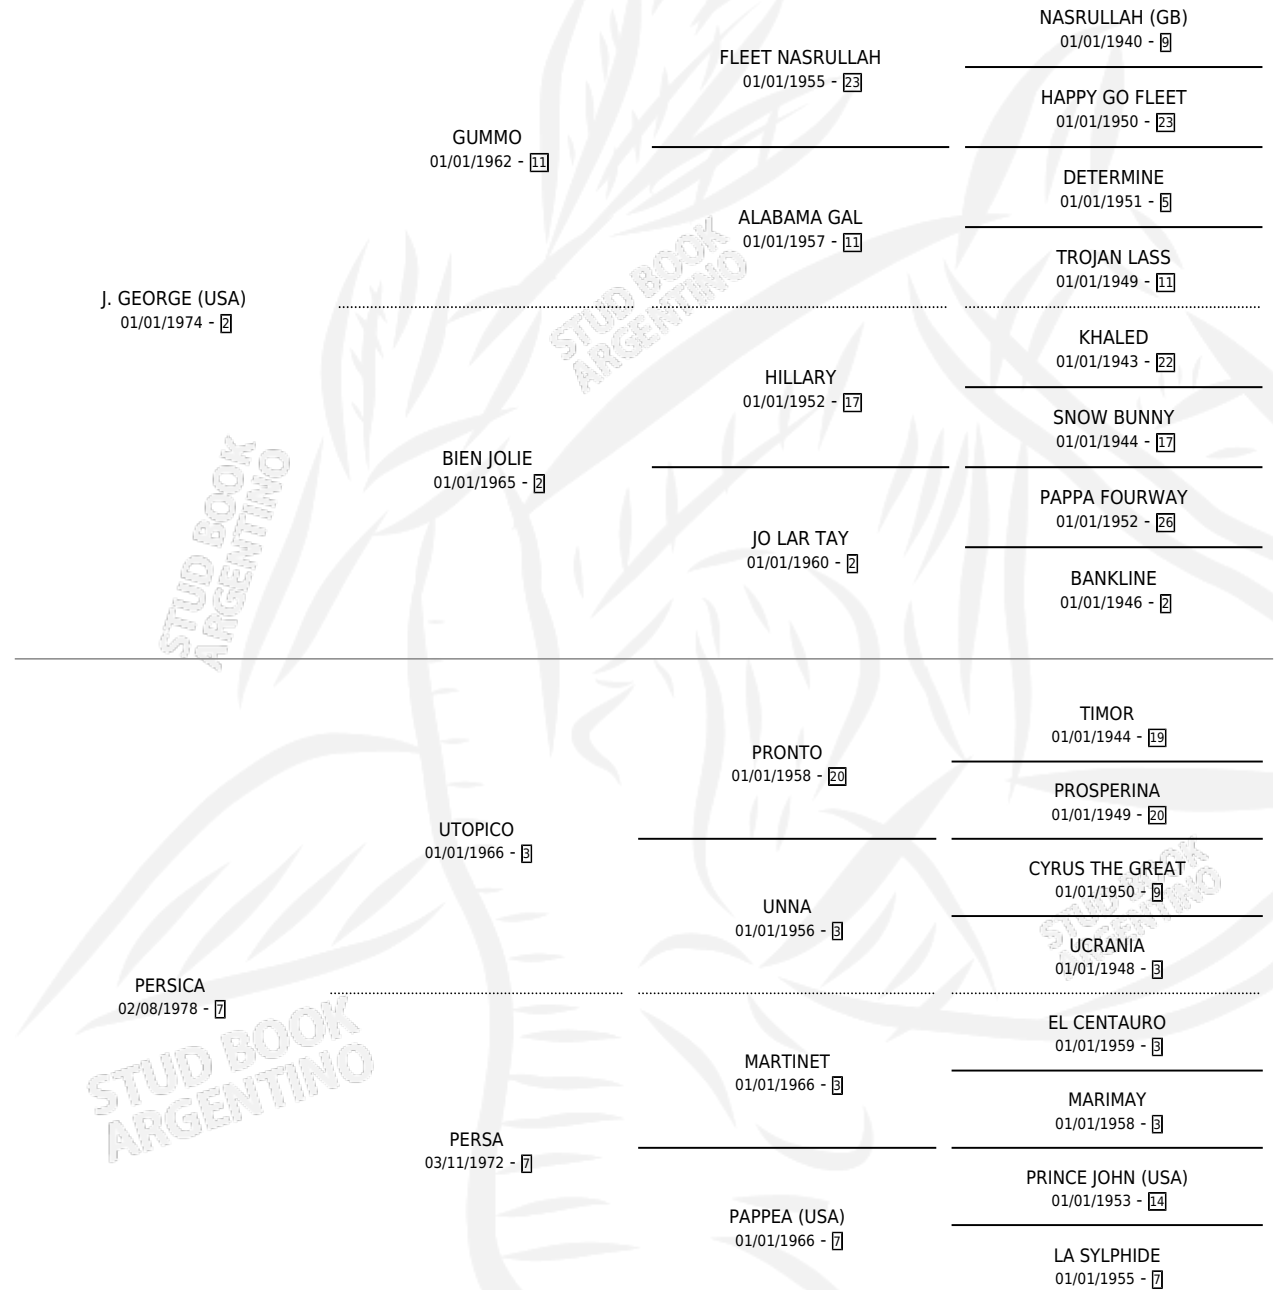 NASRULLAH (GB)
01/01/1940 - 9
FLEET NASRULLAH
01/01/1955 - 23
HAPPY GO FLEET
01/01/1950 - 23
GUMMO
01/01/1962 - 11
DETERMINE
01/01/1951 - 5
ALABAMA GAL
01/01/1957 - 11
TROJAN LASS
01/01/1949 - 11
J. GEORGE (USA)
01/01/1974 - 2
KHALED
01/01/1943 - 22
HILLARY
01/01/1952 - 17
SNOW BUNNY
01/01/1944 - 17
BIEN JOLIE
01/01/1965 - 2
PAPPA FOURWAY
01/01/1952 - 26
JO LAR TAY
01/01/1960 - 2
BANKLINE
01/01/1946 - 2
TIMOR
01/01/1944 - 19
PRONTO
01/01/1958 - 20
PROSPERINA
01/01/1949 - 20
UTOPICO
01/01/1966 - 3
CYRUS THE GREAT
01/01/1950 - 9
UNNA
01/01/1956 - 3
UCRANIA
01/01/1948 - 3
PERSICA
02/08/1978 - 7
EL CENTAURO
01/01/1959 - 3
MARTINET
01/01/1966 - 3
MARIMAY
01/01/1958 - 3
PERSA
03/11/1972 - 7
PRINCE JOHN (USA)
01/01/1953 - 14
PAPPEA (USA)
01/01/1966 - 7
LA SYLPHIDE
01/01/1955 - 7
STUD BOOK
ARGENTINO
STUD BOOK
ARGENTINO
STUD BOOK
ARGENTINO
STUD BOOK
ARGENTINO